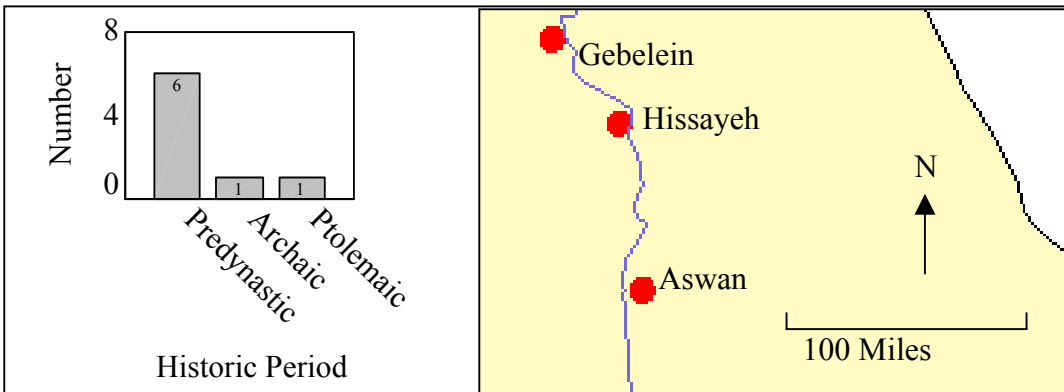 8
4
0
Number
6
1
1
Predynastic
Archaic
Ptolemaic
Historic Period
Gebelein
Hissayeh
Aswan
N
100 Miles